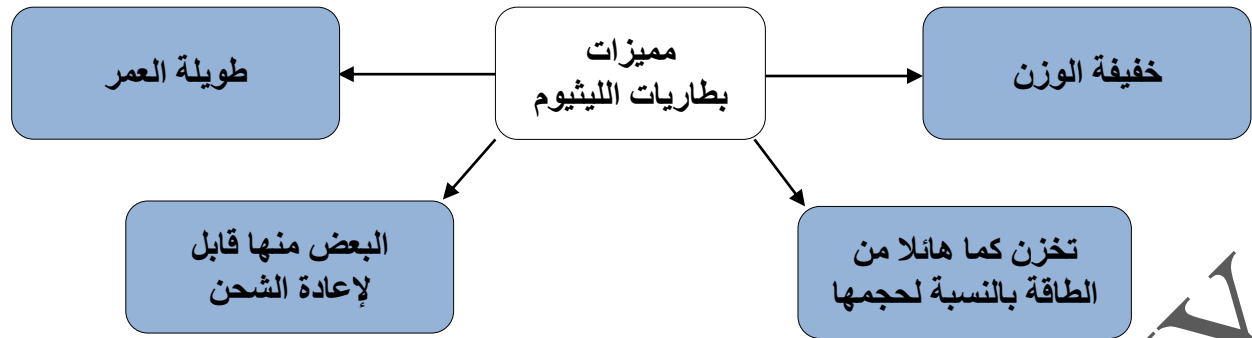 مميزات
بطاريات الليثيوم
خفيفة الوزن
طويلة العمر
تخزن كما هائلا من
الطاقة بالنسبة لحجمها
البعض منها قابل
لإعادة الشحن